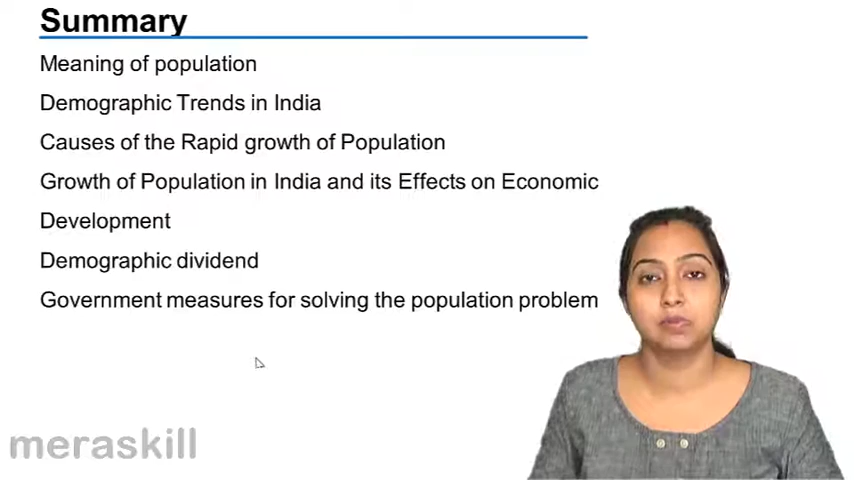 Summary
Meaning of population
Demographic Trends in India
Causes of the Rapid growth of Population
Growth of Population in India and its Effects on Economic
Development
Demographic dividend
Government measures for solving the population problem
meraskill